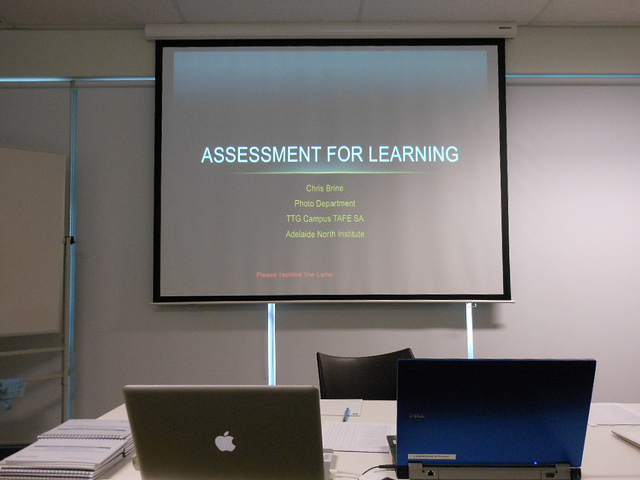 ASSESSMENT FOR LEARNING
Chris Brine
Photo Department
TTG Campus TAFE SA
Adelaide North Institute
Please replace the Lamp.